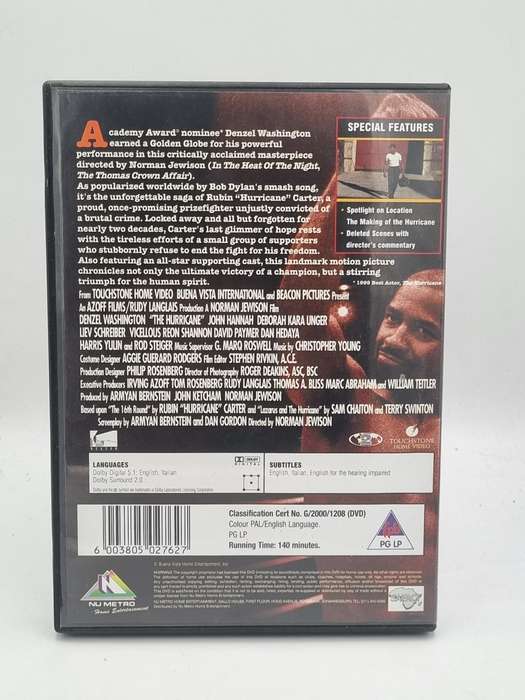 Academy Award® nominee* Denzel Washington
earned a Golden Globe for his powerful
performance in this critically acclaimed masterpiece
directed by Norman Jewison (In The Heat Of The Night,
The Thomas Crown Affair).
As popularized worldwide by Bob Dylan's smash song,
it's the unforgettable saga of Rubin "Hurricane" Carter, a
proud, once-promising prizefighter unjustly convicted of
a brutal crime. Locked away and all but forgotten for
nearly two decades, Carter's last glimmer of hope rests
with the tireless efforts of a small group of supporters
who stubbornly refuse to end the fight for his freedom.
Also featuring an all-star supporting cast, this landmark motion picture
chronicles not only the ultimate victory of a champion, but a stirring
triumph for the human spirit.
* 1999 Best Actor, The Hurricane
SPECIAL FEATURES
• Spotlight on Location
The Making of the Hurricane
• Deleted Scenes with
director's commentary
From TOUCHSTONE HOME VIDEO BUENA VISTA INTERNATIONAL and BEACON PICTURES Present
An AZOFF FILMS/RUDY LANGLAIS Production A NORMAN JEWISON Film
DENZEL WASHINGTON "THE HURRICANE" JOHN HANNAH DEBORAH KARA UNGER
LIEV SCHREIBER VICELLOUS REON SHANNON DAVID PAYMER DAN HEDAYA
HARRIS YULIN and ROD STEIGER Music Supervisor G. MARQ ROSWELL Music by CHRISTOPHER YOUNG
Costume Designer AGGIE GUERARD RODGERS Film Editor STEPHEN RIVKIN, A.C.E.
Production Designer PHILIP ROSENBERG Director of Photography ROGER DEAKINS, ASC, BSC
Executive Producers IRVING AZOFF TOM ROSENBERG RUDY LANGLAIS THOMAS A. BLISS MARC ABRAHAM and WILLIAM TEITLER
Produced by ARMYAN BERNSTEIN JOHN KETCHAM NORMAN JEWISON
Based upon "The 16th Round" by RUBIN "HURRICANE" CARTER and "Lazarus and The Hurricane" by SAM CHAITON and TERRY SWINTON
Screenplay by ARMYAN BERNSTEIN and DAN GORDON Directed by NORMAN JEWISON
BEACON
TOUCHSTONE
HOME VIDEO
LANGUAGES
Dolby Digital 5.1: English, Italian
Dolby Surround 2.0
DOLBY
DIGITAL
SUBTITLES
English, Italian, English for the hearing impaired
6 003805 027627
Classification Cert No. G/2000/1208 (DVD)
Colour PAL/English Language.
PG LP
Running Time: 140 minutes.
PG LP
© Buena Vista Home Entertainment, Inc.
NU METRO
Home Entertainment